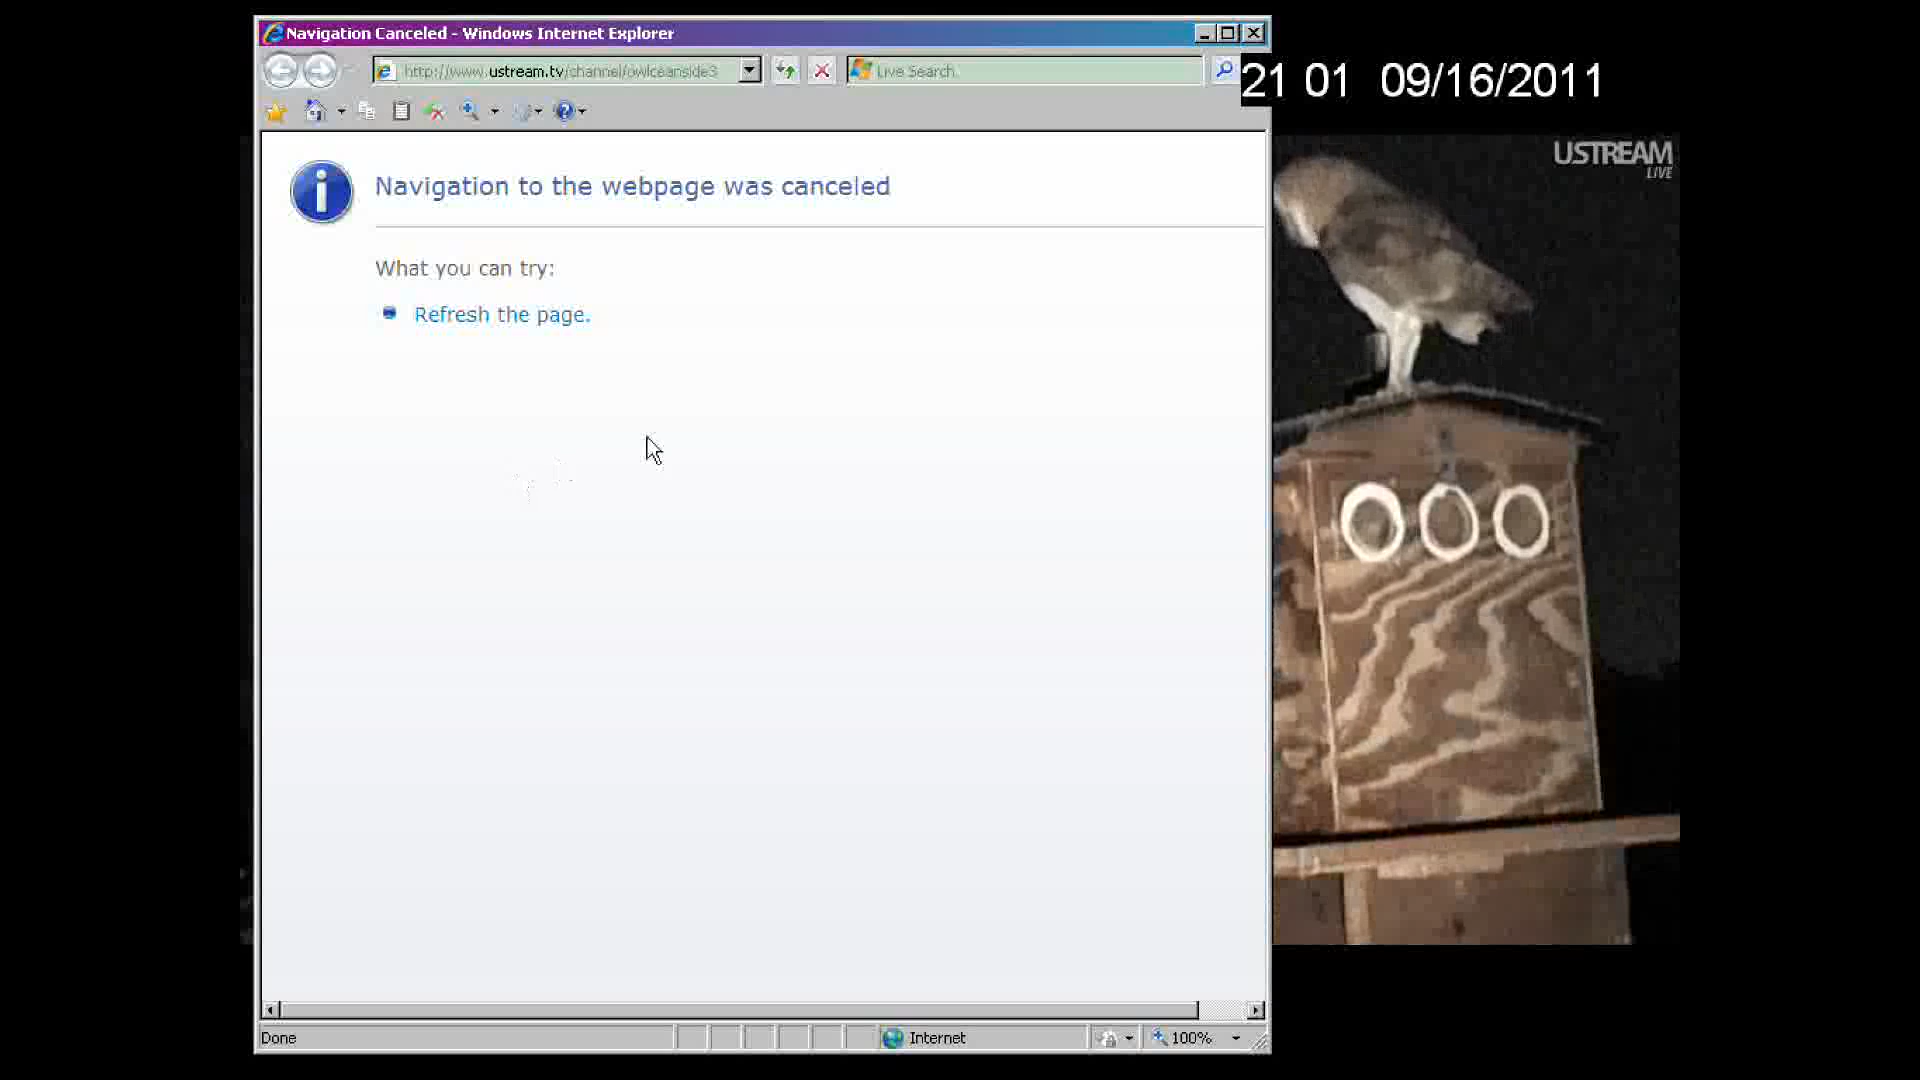 Navigation Canceled - Windows Internet Explorer
http://www.ustream.tv/channel/owlceanside3
Live Search
21 01 09/16/2011
USTREAM
LIVE
Navigation to the webpage was canceled
What you can try:
Refresh the page.
Done
Internet
100%